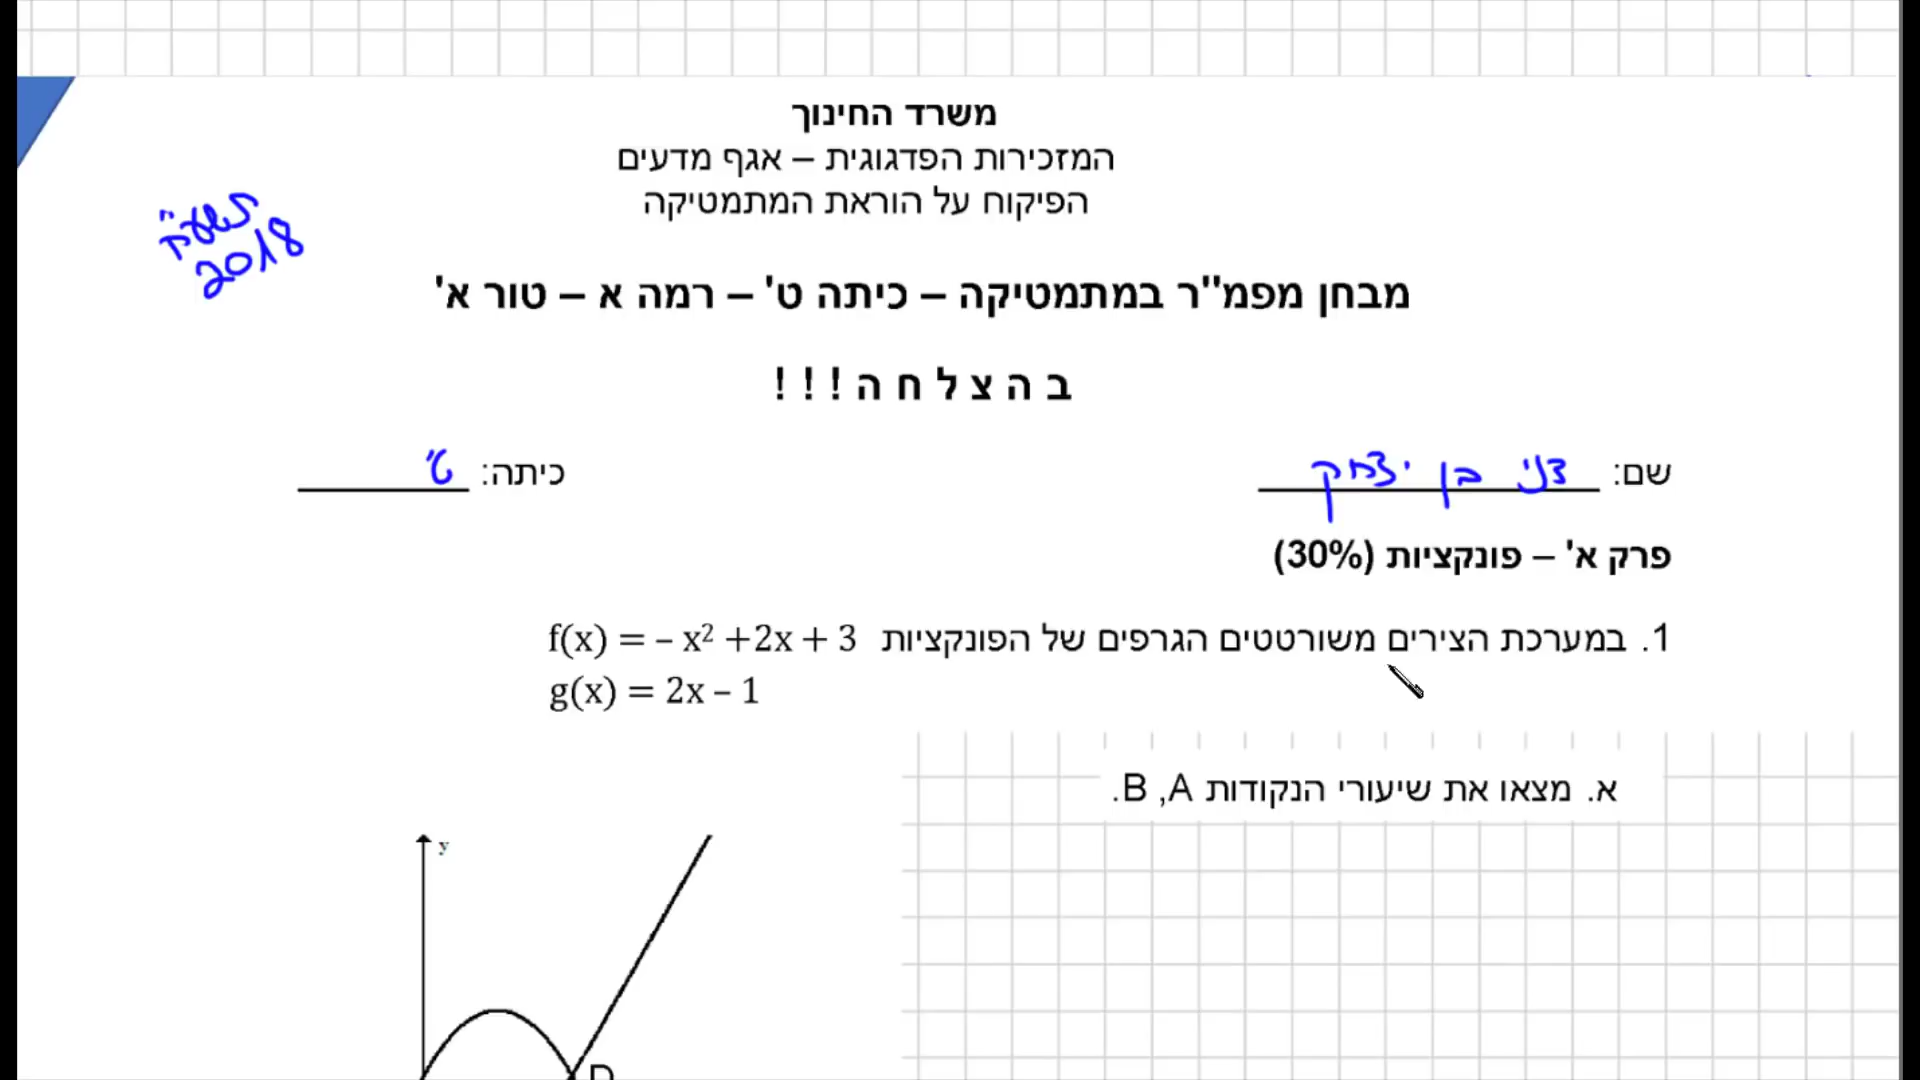 משרד החינוך
המזכירות הפדגוגית – אגף מדעים
הפיקוח על הוראת המתמטיקה
תשע"ח
2018
מבחן מפמ''ר במתמטיקה – כיתה ט' – רמה א – טור א'
ב ה צ ל ח ה ! ! !
שם: דני בן יצחק כיתה: ט'
פרק א' – פונקציות (30%)
1. במערכת הצירים משורטטים הגרפים של הפונקציות f(x) = – x² +2x + 3
g(x) = 2x – 1
א. מצאו את שיעורי הנקודות A, B.
y